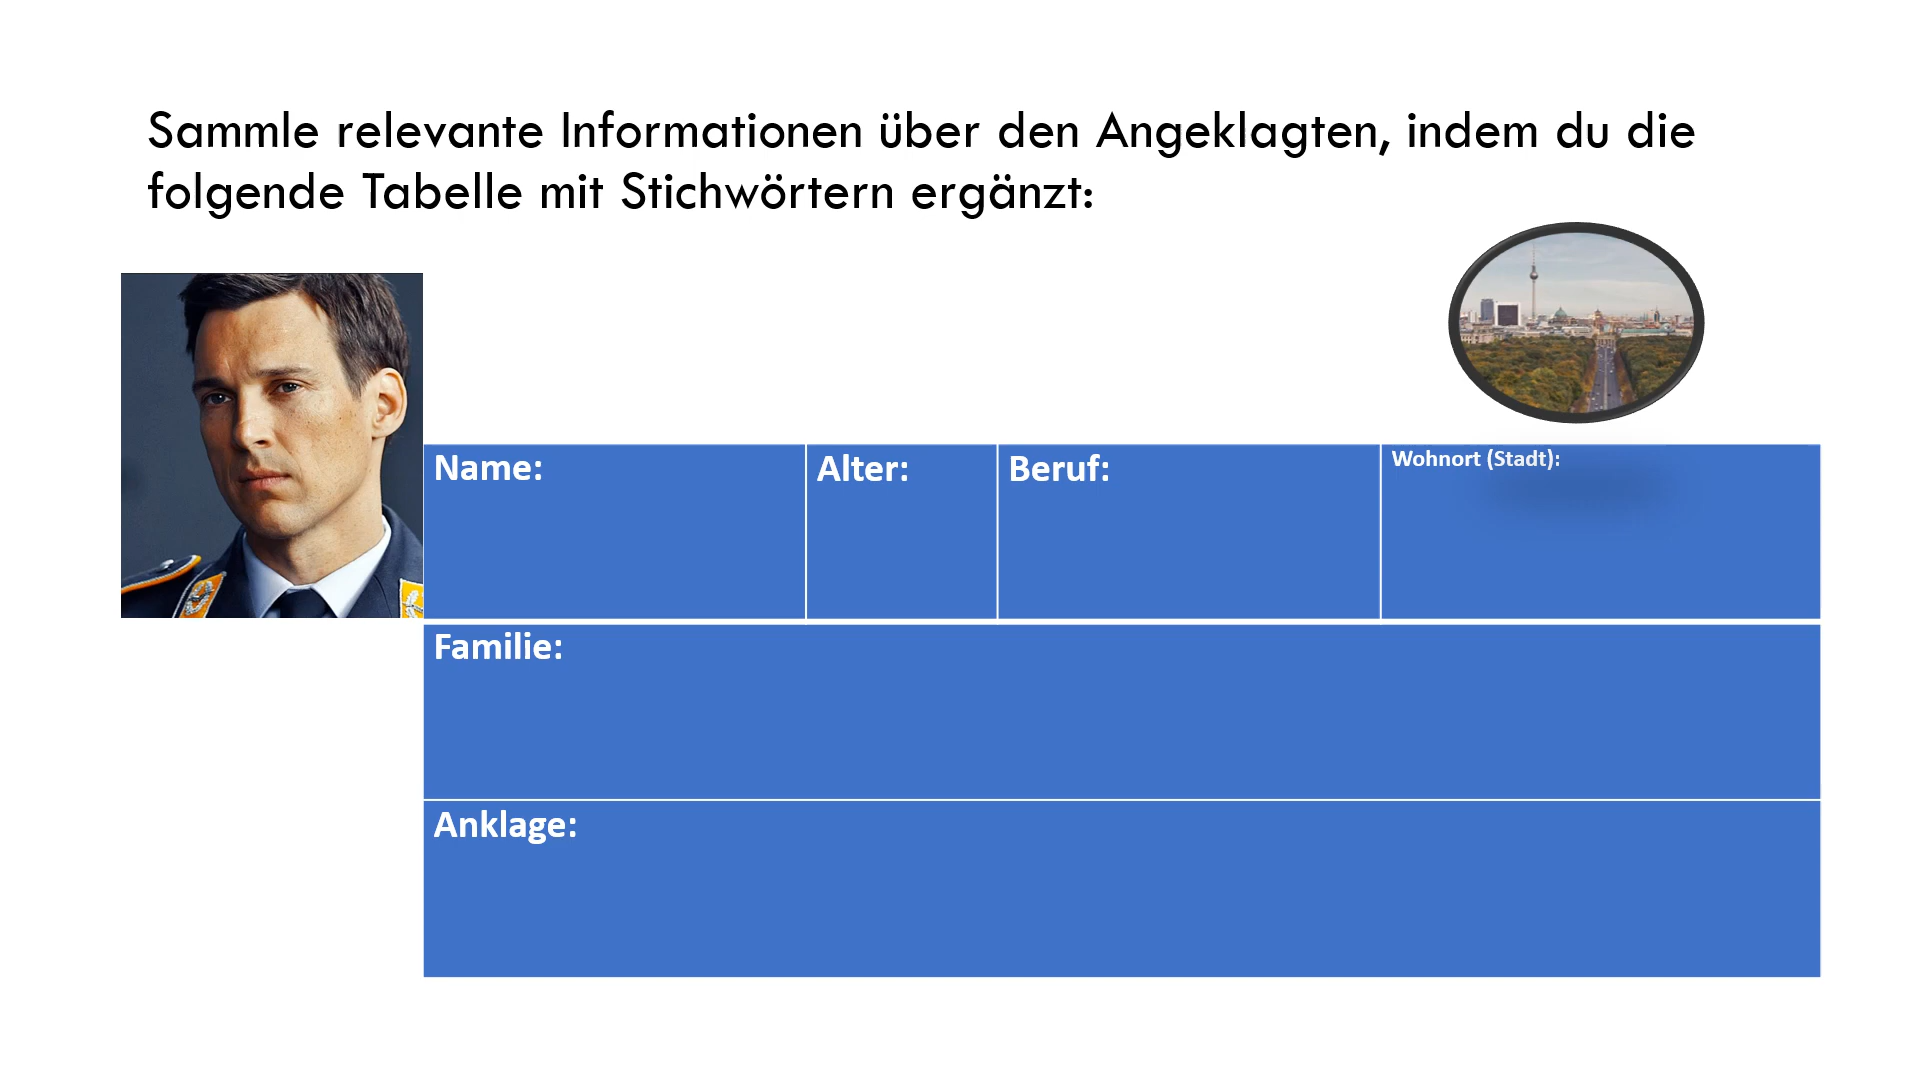 Sammle relevante Informationen über den Angeklagten, indem du die
folgende Tabelle mit Stichwörtern ergänzt:
Name:
Alter:
Beruf:
Wohnort (Stadt):
Familie:
Anklage: